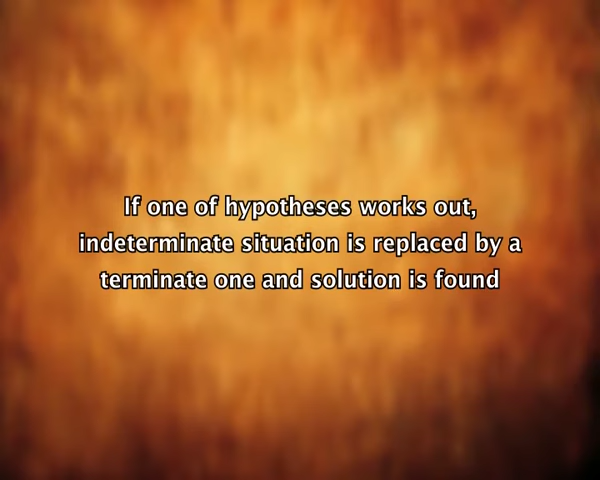 If one of hypotheses works out,
indeterminate situation is replaced by a
terminate one and solution is found